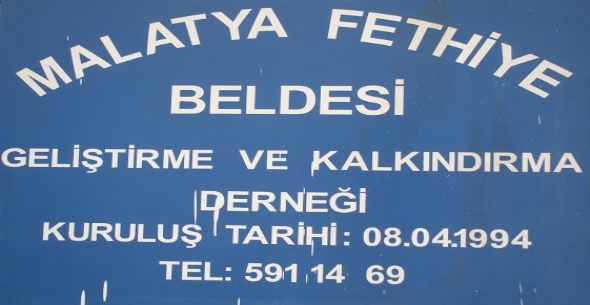 MALATYA FETHİYE
BELDESİ
GELİŞTİRME VE KALKINDIRMA
DERNEĞİ
KURULUŞ TARİHİ: 08.04.1994
TEL: 591 14 69